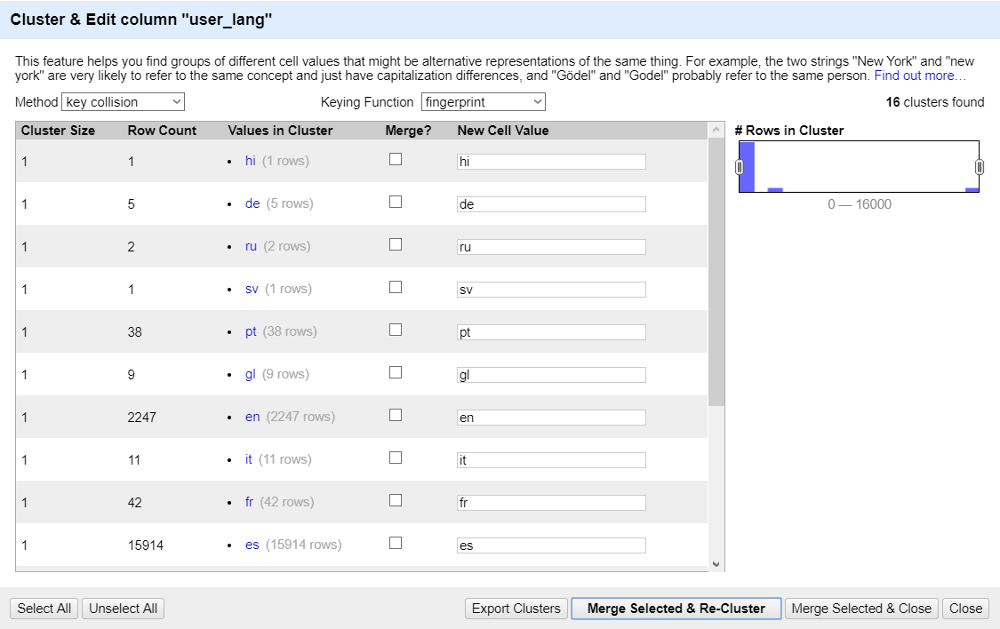 Cluster & Edit column "user_lang"
This feature helps you find groups of different cell values that might be alternative representations of the same thing. For example, the two strings "New York" and "new
york" are very likely to refer to the same concept and just have capitalization differences, and "Gödel" and "Godel" probably refer to the same person. Find out more…
Method key collision Keying Function fingerprint 16 clusters found
Cluster Size Row Count Values in Cluster Merge? New Cell Value # Rows in Cluster
1 1 • hi (1 rows) hi
1 5 • de (5 rows) de
0 — 16000
1 2 • ru (2 rows) ru
1 1 • sv (1 rows) sv
1 38 • pt (38 rows) pt
1 9 • gl (9 rows) gl
1 2247 • en (2247 rows) en
1 11 • it (11 rows) it
1 42 • fr (42 rows) fr
1 15914 • es (15914 rows) es
Select All Unselect All Export Clusters Merge Selected & Re-Cluster Merge Selected & Close Close